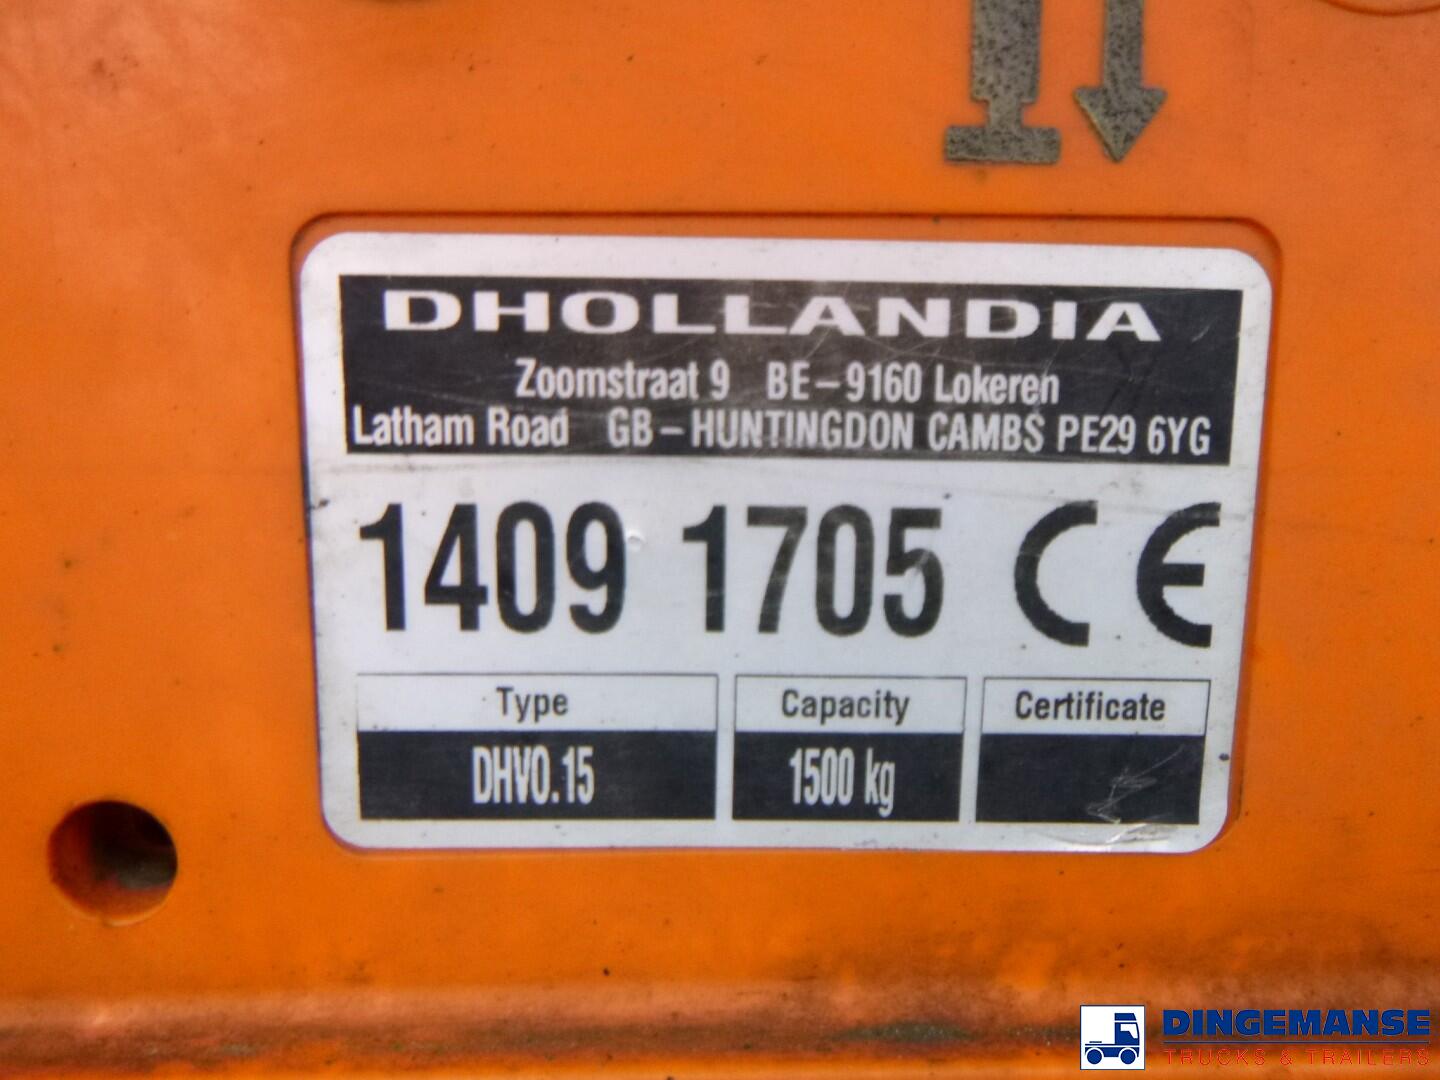 DHOLLANDIA
Zoomstraat 9 BE-9160 Lokeren
Latham Road GB-HUNTINGDON CAMBS PE29 6YG
1409 1705 CE
Type Capacity Certificate
DHVO.15 1500 kg
DINGEMANSE
TRUCKS & TRAILERS